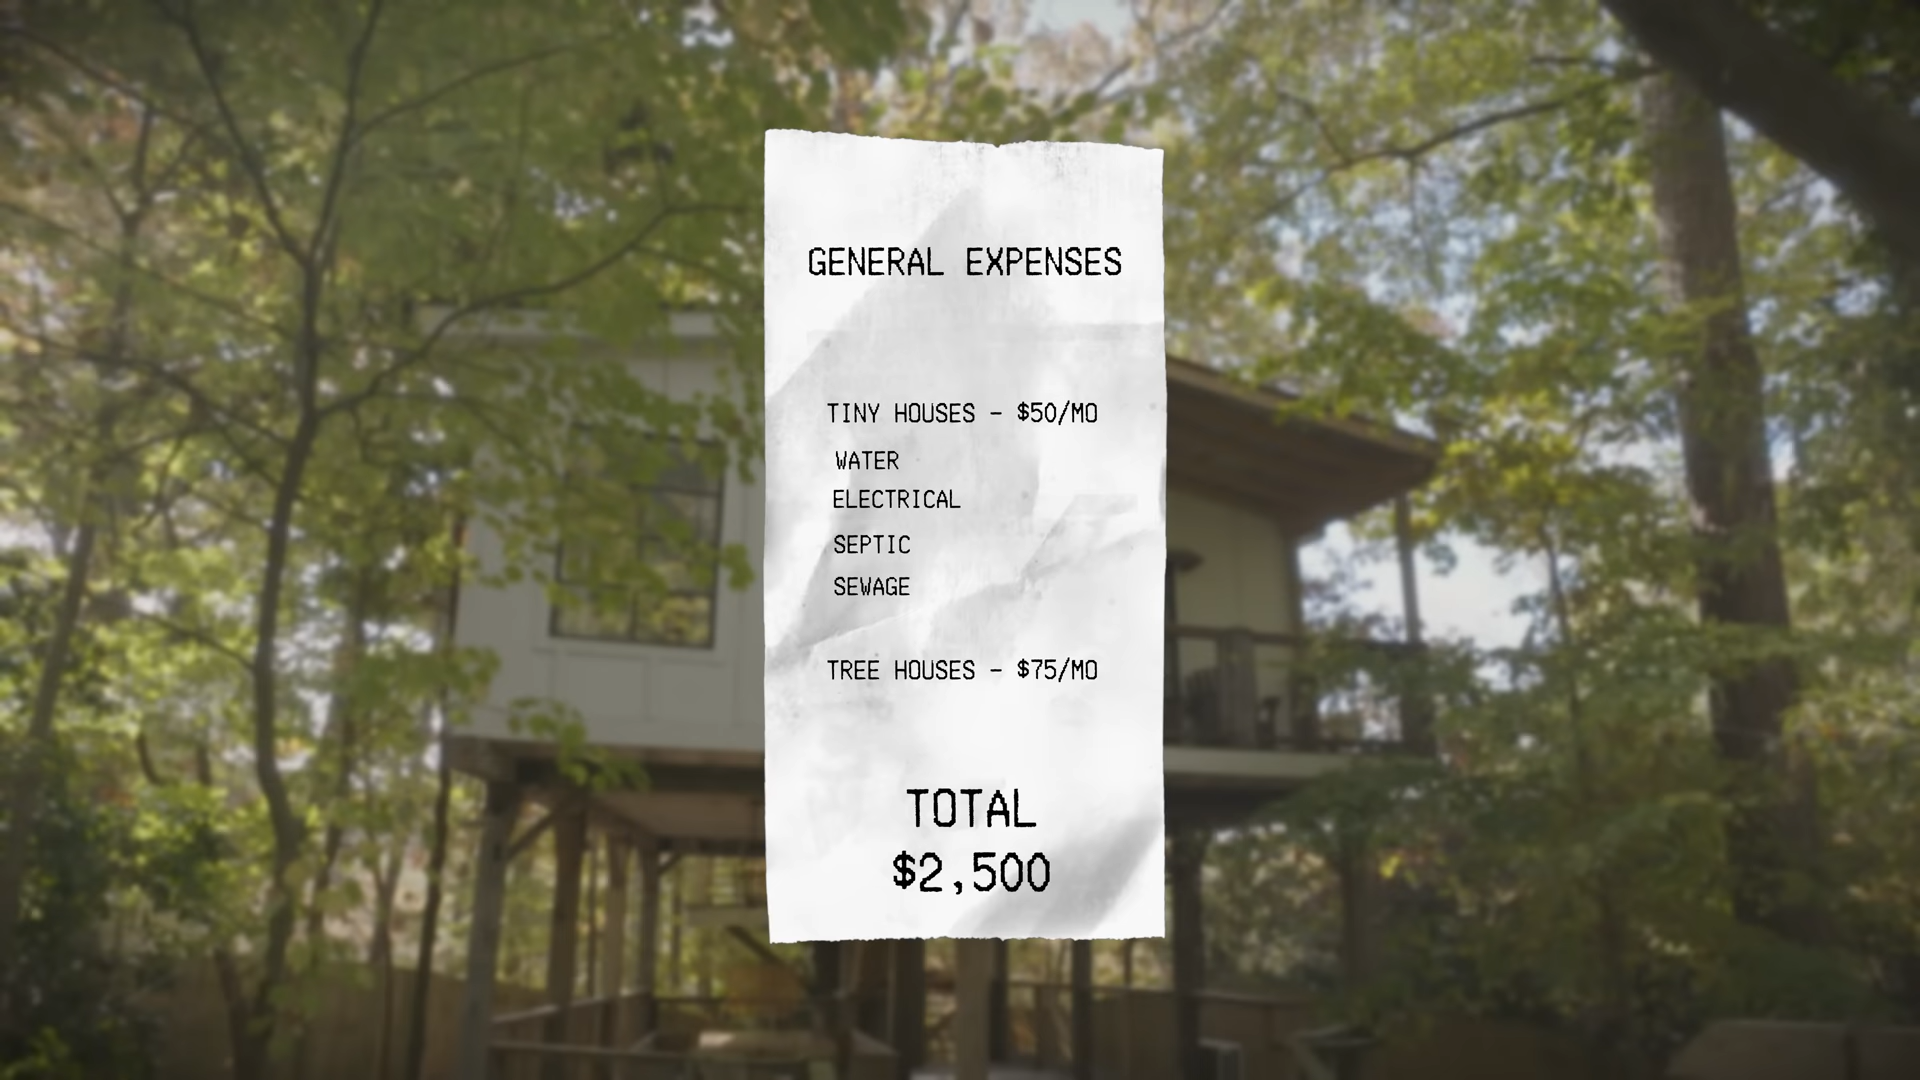 GENERAL EXPENSES
TINY HOUSES - $50/MO
WATER
ELECTRICAL
SEPTIC
SEWAGE
TREE HOUSES - $75/MO
TOTAL
$2,500